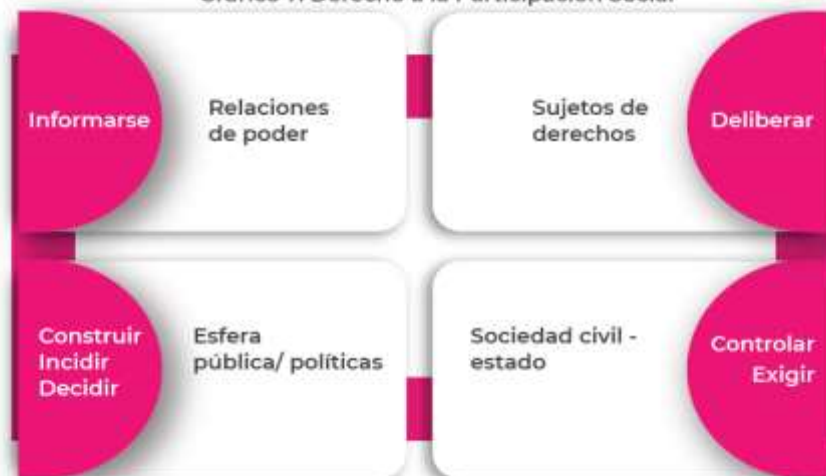 Informarse
Relaciones
de poder
Sujetos de
derechos
Deliberar
Construir
Incidir
Decidir
Esfera
pública/ políticas
Sociedad civil -
estado
Controlar
Exigir